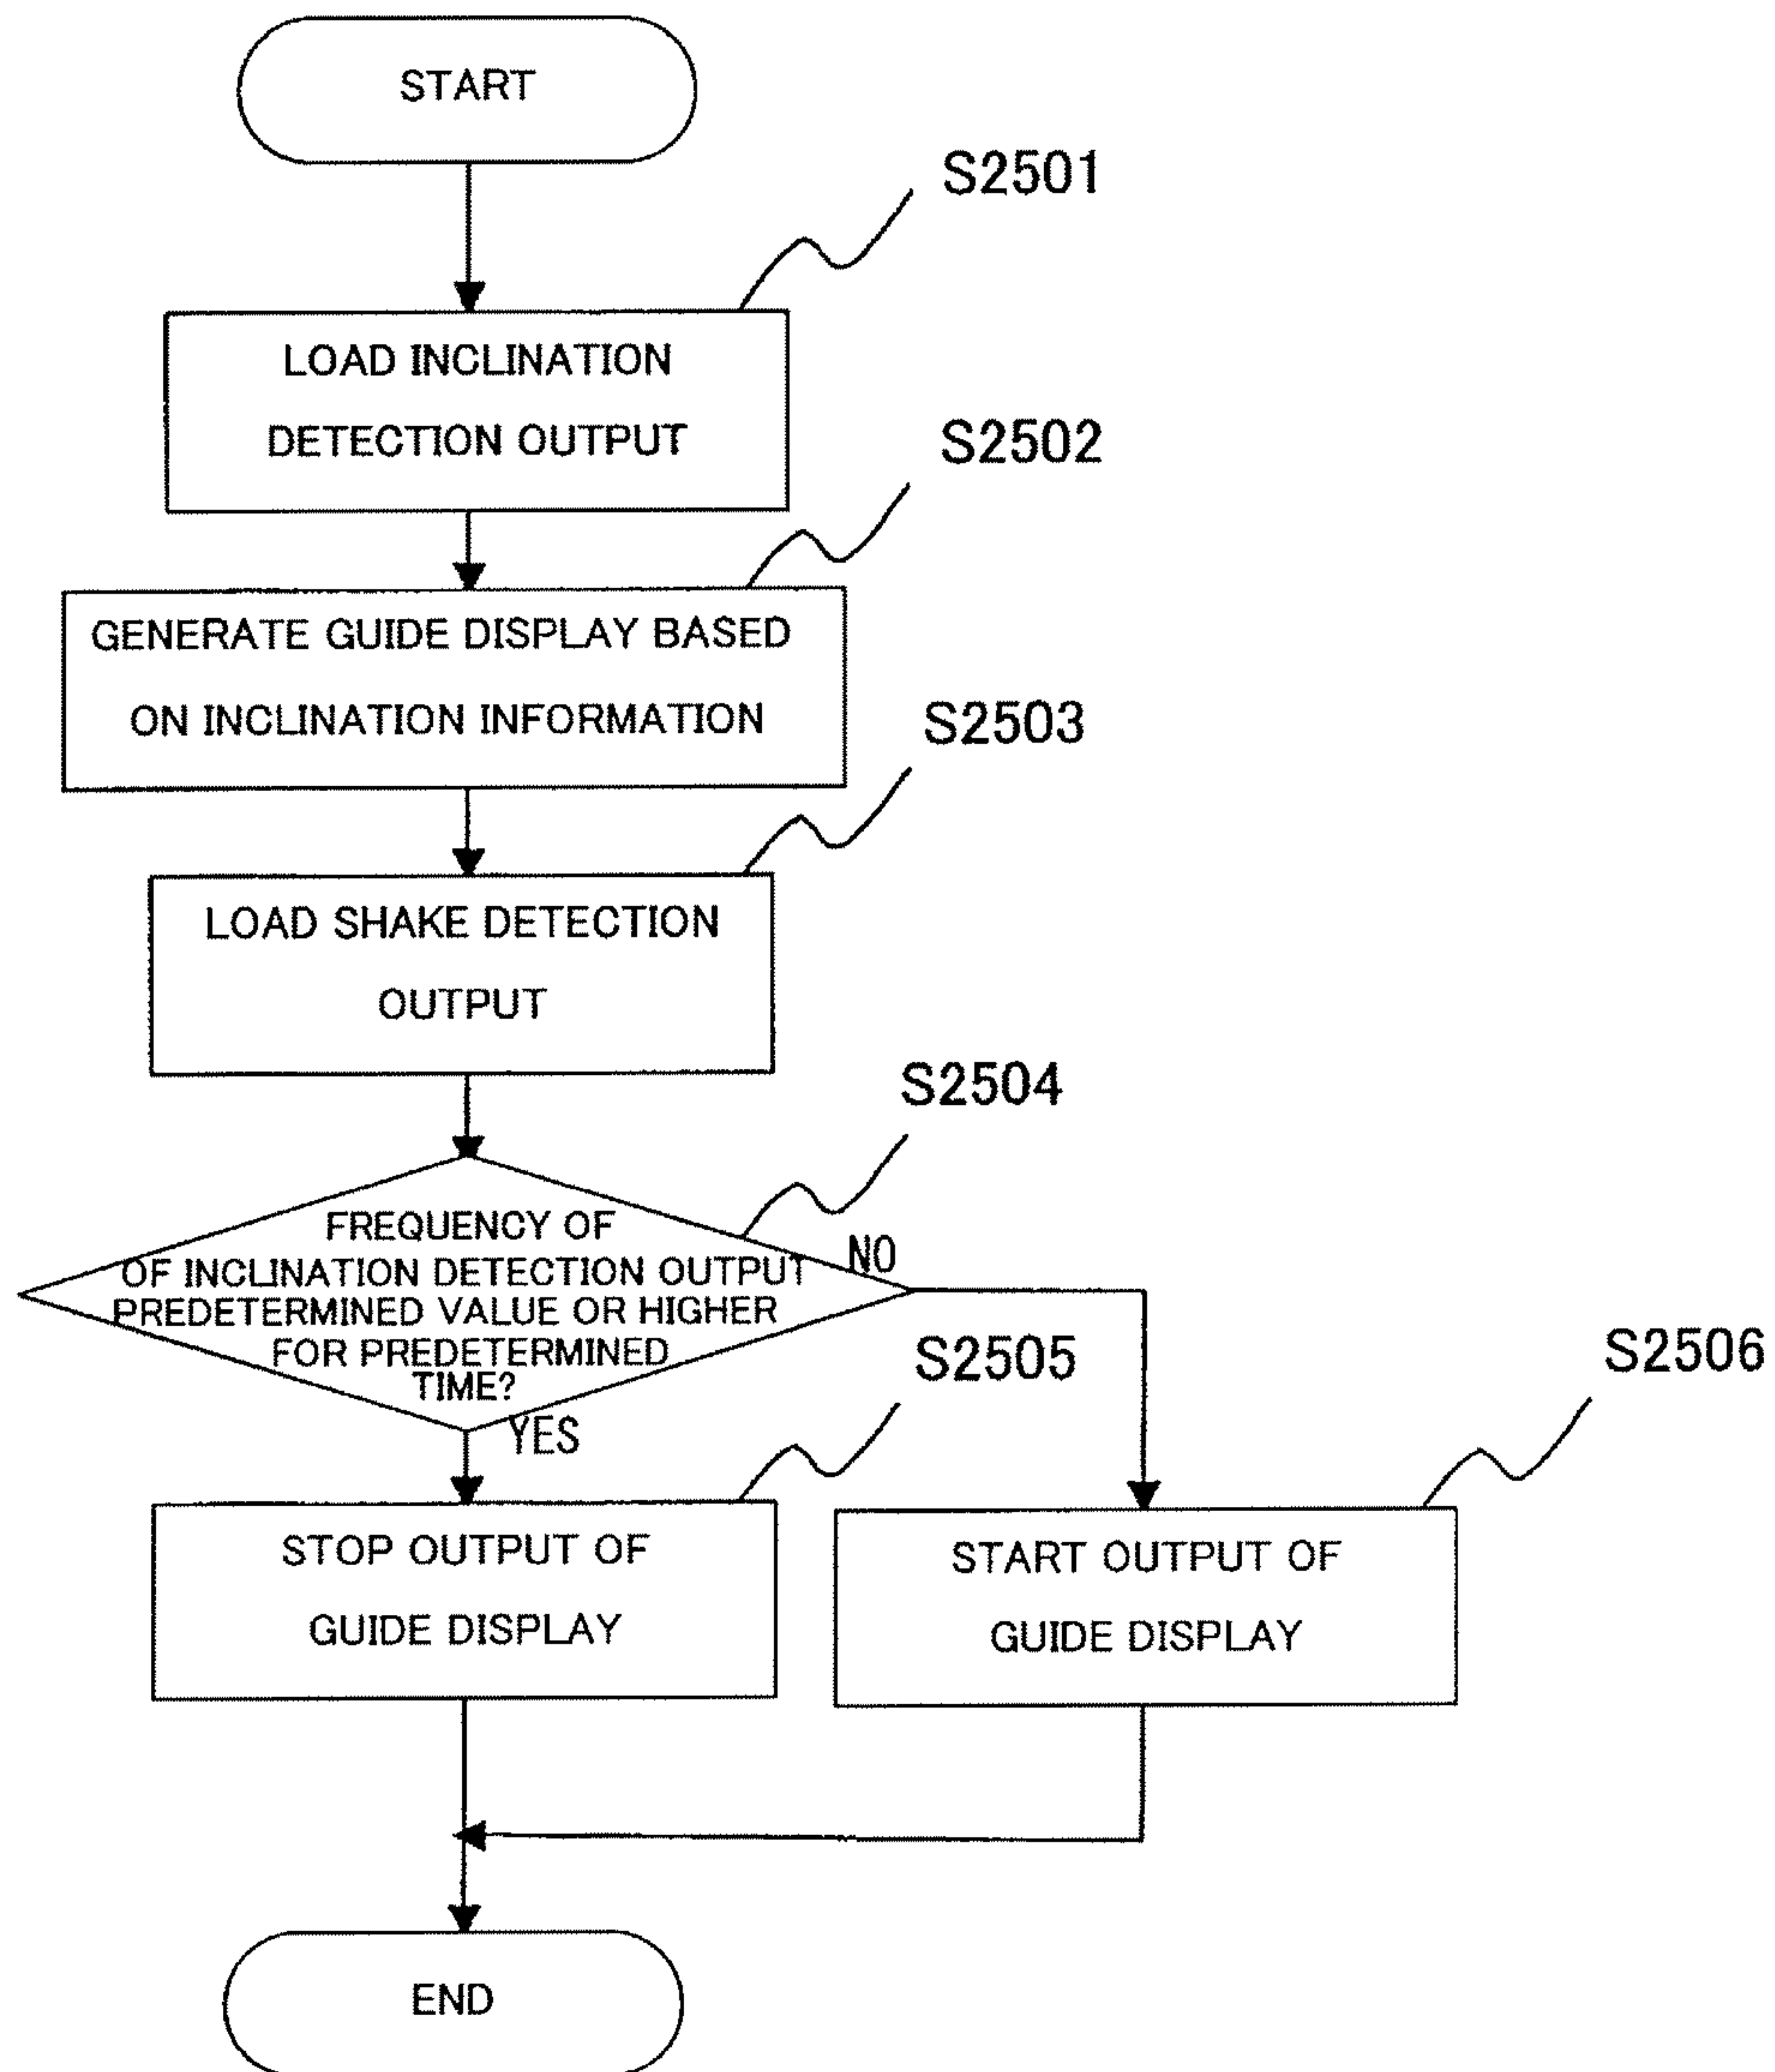 START
S2501
LOAD INCLINATION
DETECTION OUTPUT
S2502
GENERATE GUIDE DISPLAY BASED
ON INCLINATION INFORMATION
S2503
LOAD SHAKE DETECTION
OUTPUT
S2504
FREQUENCY OF
OF INCLINATION DETECTION OUTPUT
PREDETERMINED VALUE OR HIGHER
FOR PREDETERMINED
TIME?
NO
YES
S2505
STOP OUTPUT OF
GUIDE DISPLAY
S2506
START OUTPUT OF
GUIDE DISPLAY
END